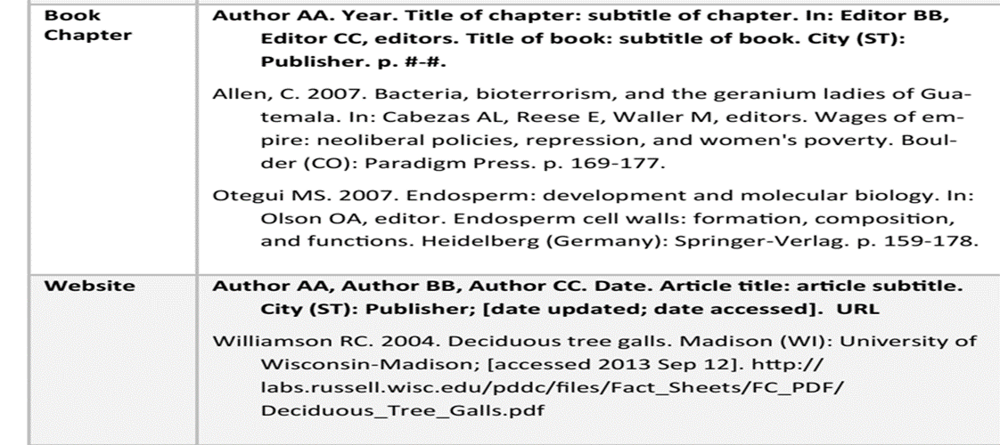 Book
Chapter
Author AA. Year. Title of chapter: subtitle of chapter. In: Editor BB,
Editor CC, editors. Title of book: subtitle of book. City (ST):
Publisher. p. #-#.
Allen, C. 2007. Bacteria, bioterrorism, and the geranium ladies of Gua-
temala. In: Cabezas AL, Reese E, Waller M, editors. Wages of em-
pire: neoliberal policies, repression, and women's poverty. Boul-
der (CO): Paradigm Press. p. 169-177.
Otegui MS. 2007. Endosperm: development and molecular biology. In:
Olson OA, editor. Endosperm cell walls: formation, composition,
and functions. Heidelberg (Germany): Springer-Verlag. p. 159-178.
Website
Author AA, Author BB, Author CC. Date. Article title: article subtitle.
City (ST): Publisher; [date updated; date accessed].  URL
Williamson RC. 2004. Deciduous tree galls. Madison (WI): University of
Wisconsin-Madison; [accessed 2013 Sep 12]. http://
labs.russell.wisc.edu/pddc/files/Fact_Sheets/FC_PDF/
Deciduous_Tree_Galls.pdf